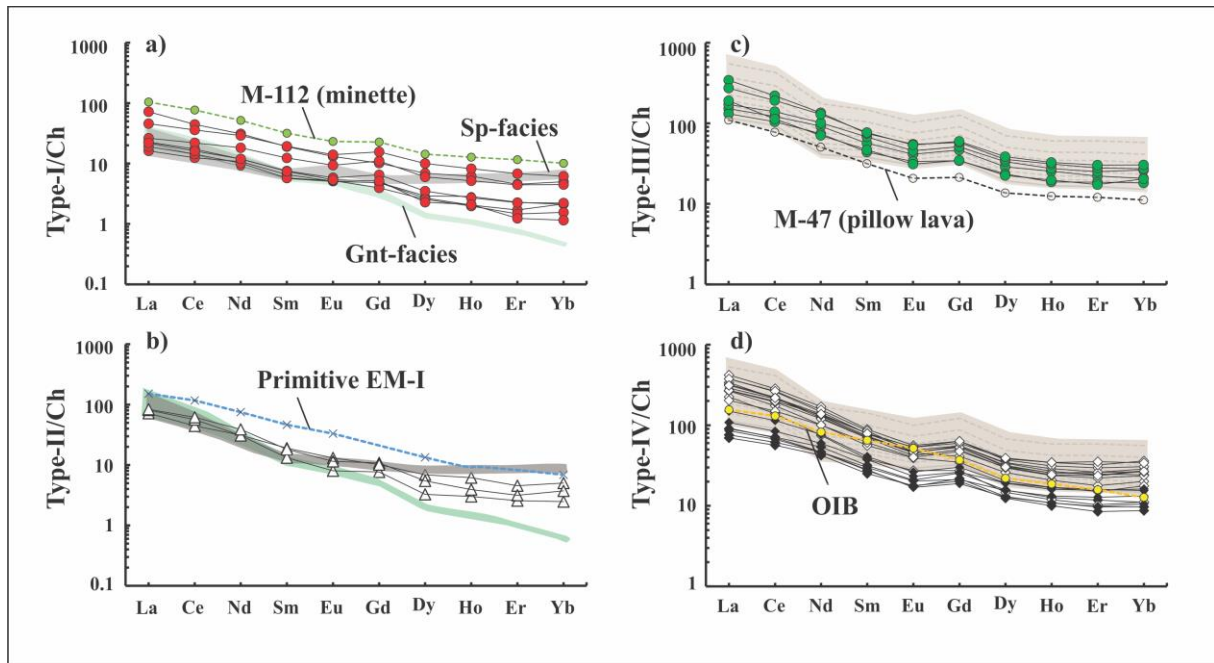 a)
Type-I/Ch
1000
100
10
1
0.1
M-112 (minette)
Sp-facies
Gnt-facies
La Ce Nd Sm Eu Gd Dy Ho Er Yb
b)
Type-II/Ch
1000
100
10
1
0.1
Primitive EM-I
La Ce Nd Sm Eu Gd Dy Ho Er Yb
c)
Type-III/Ch
1000
100
10
1
M-47 (pillow lava)
La Ce Nd Sm Eu Gd Dy Ho Er Yb
d)
Type-IV/Ch
1000
100
10
1
OIB
La Ce Nd Sm Eu Gd Dy Ho Er Yb